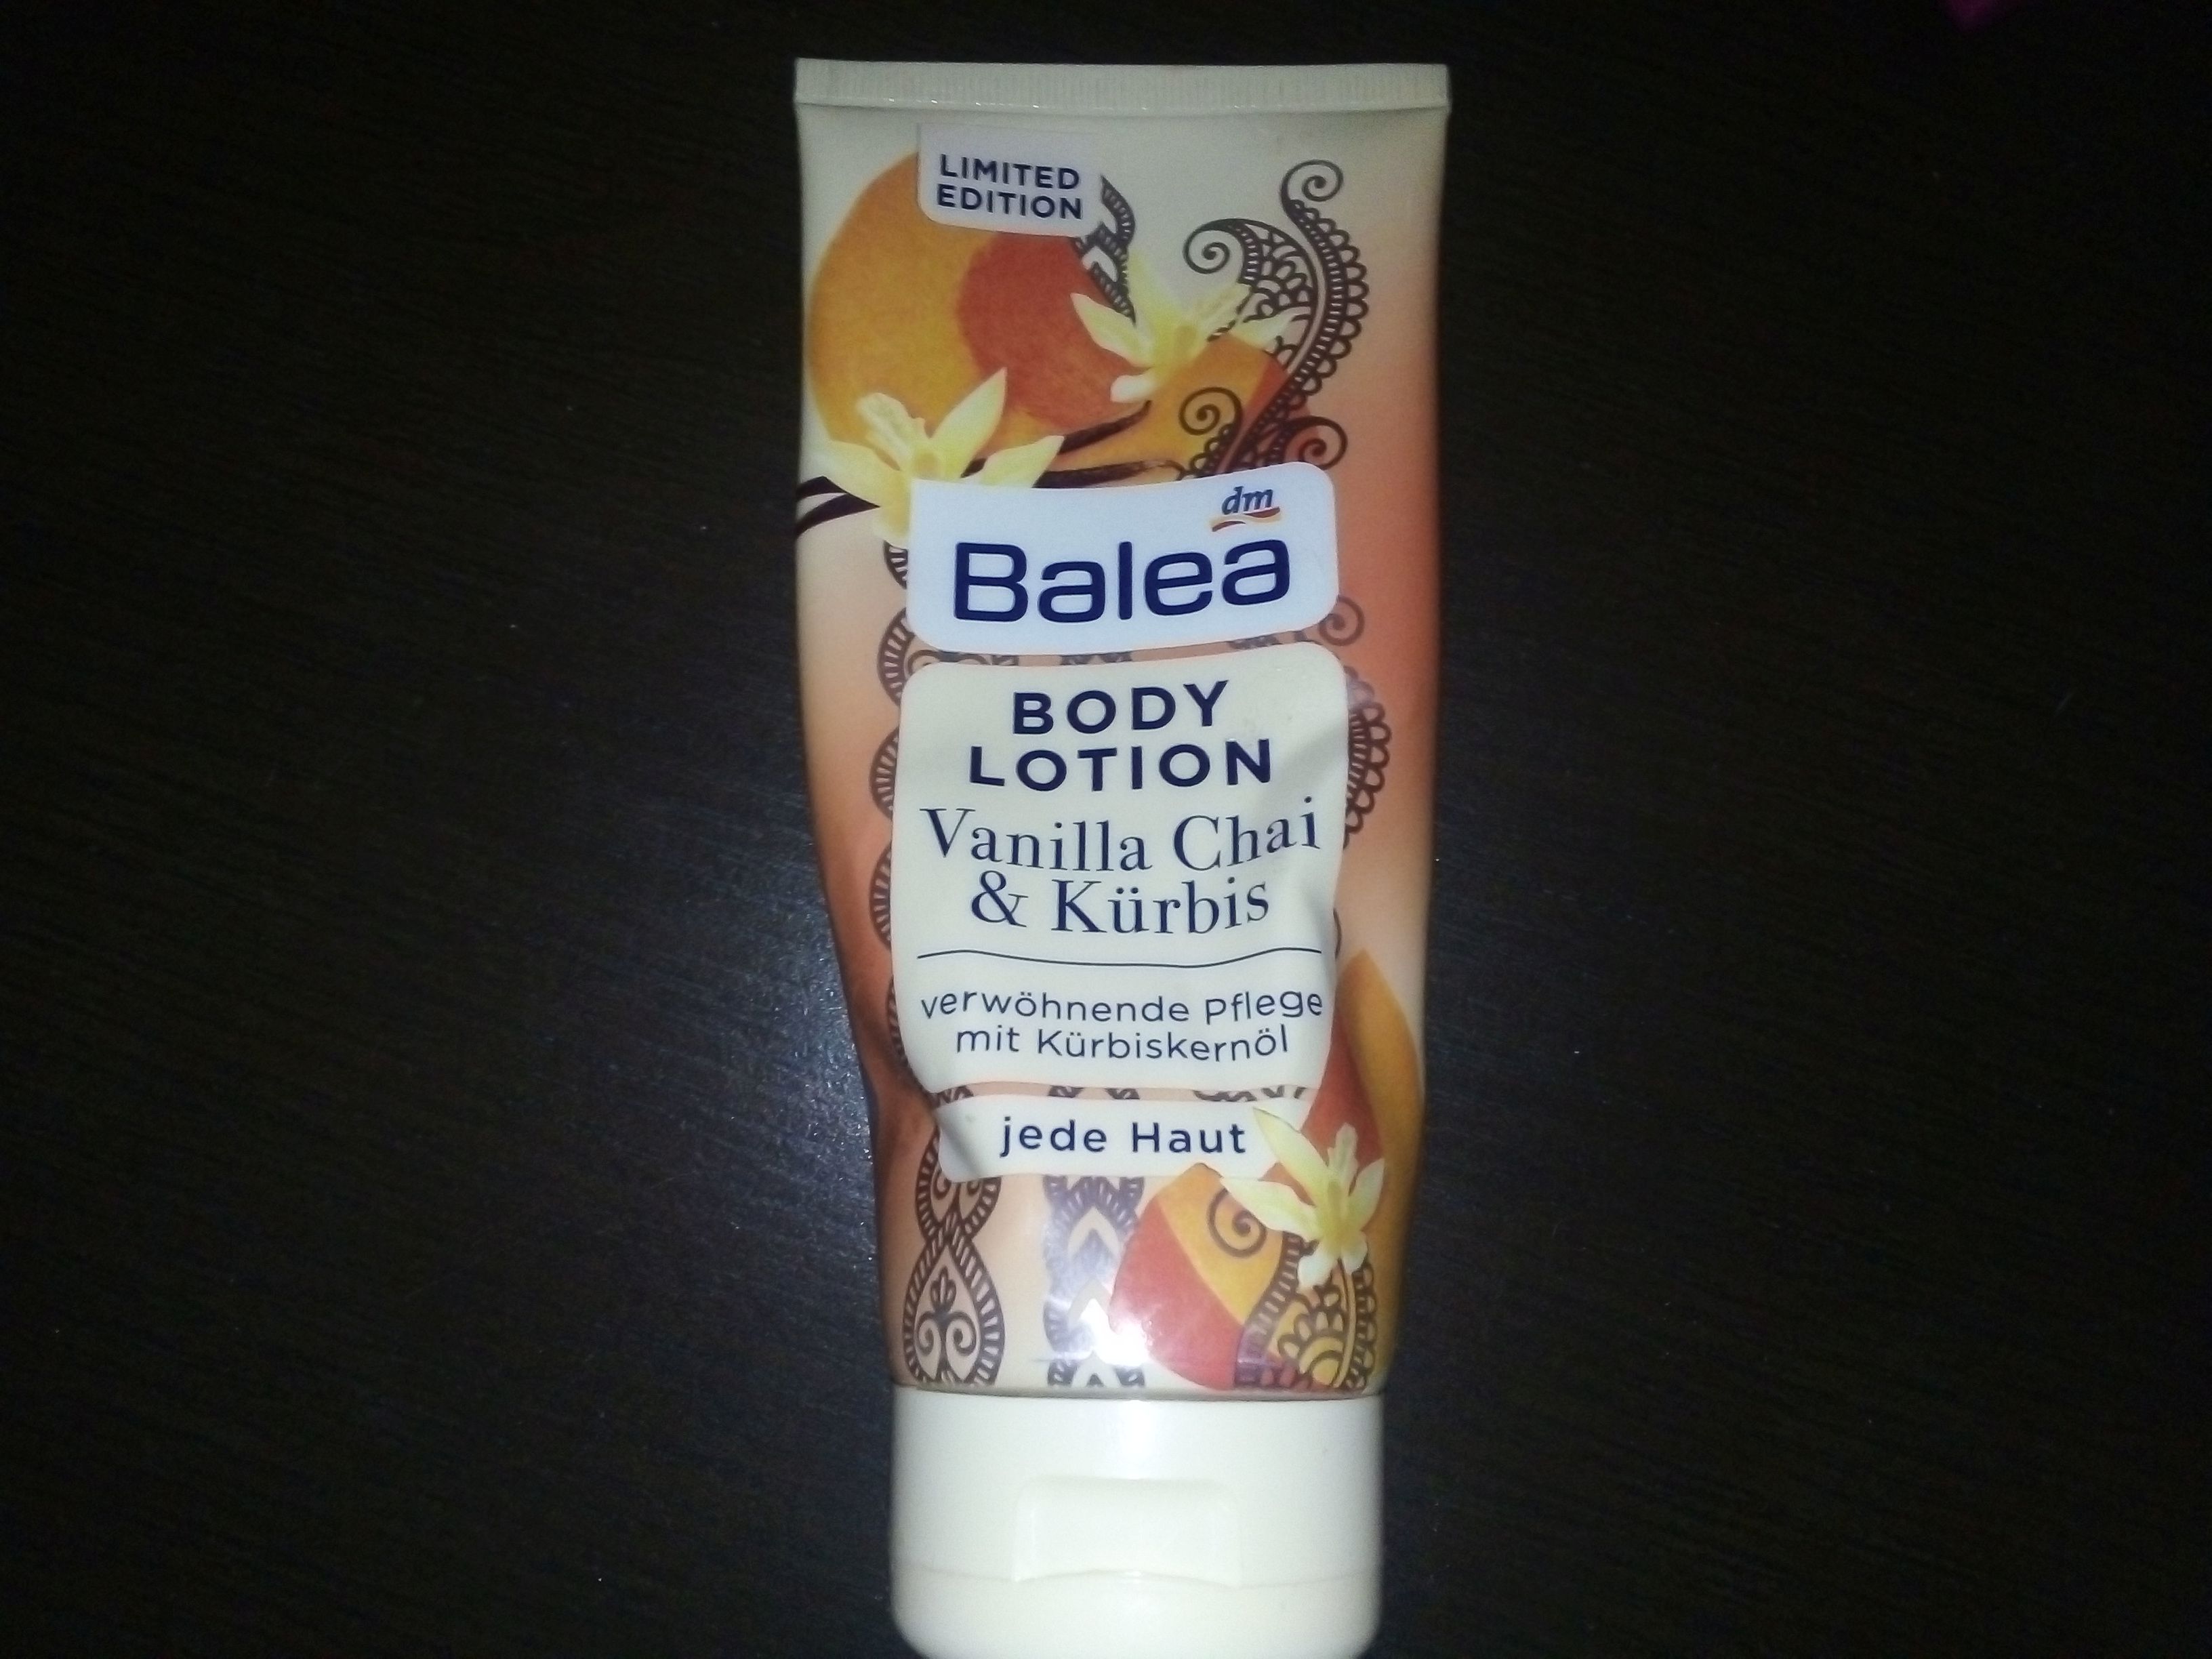 LIMITED
EDITION
dm
Balea
BODY
LOTION
Vanilla Chai
& Kürbis
verwöhnende Pflege
mit Kürbiskernöl
jede Haut